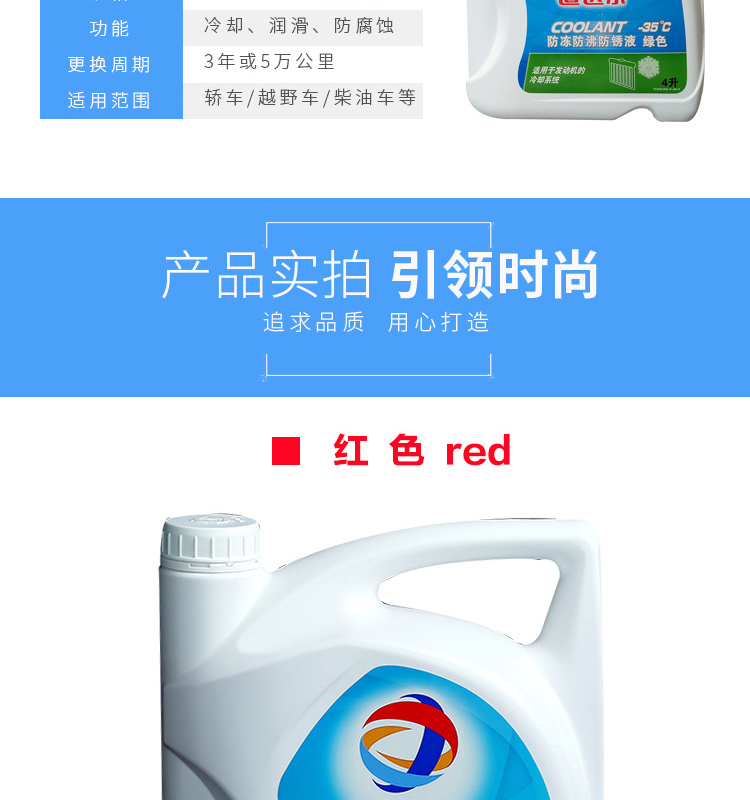 功能 冷却、润滑、防腐蚀
更换周期 3年或5万公里
适用范围 轿车/越野车/柴油车等
COOLANT -35℃
防冻防沸防锈液 绿色
适用于发动机的
冷却系统
4升
产品实拍 引领时尚
追求品质 用心打造
红色 red